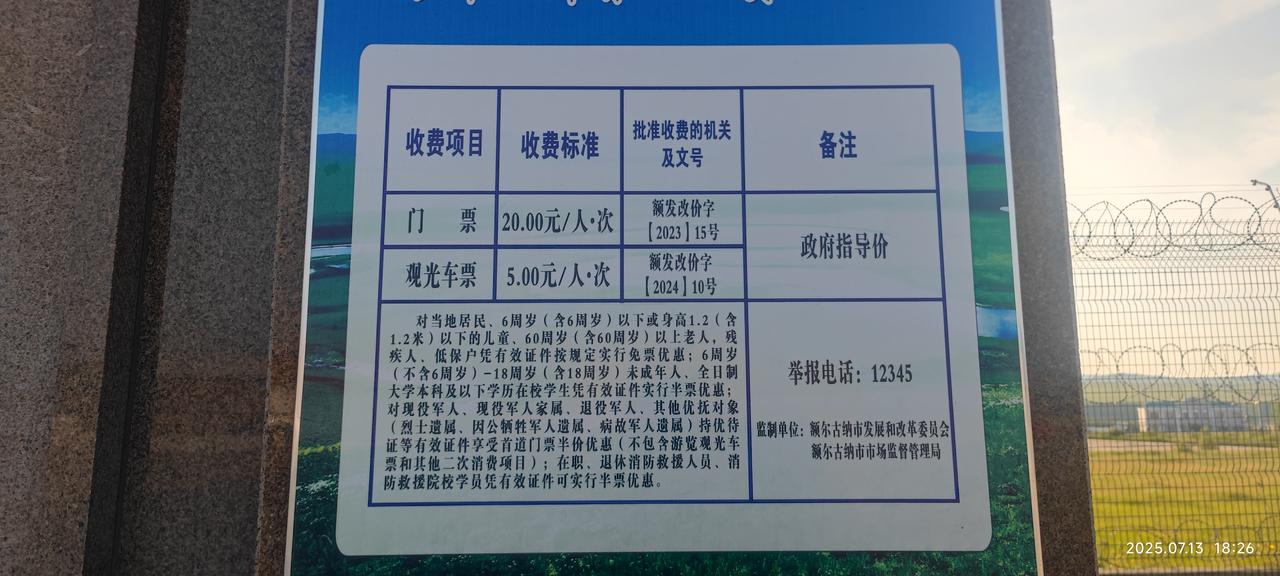 收费项目 收费标准 批准收费的机关及文号 备注
门 票 20.00元/人·次 额发改价字【2023】15号 政府指导价
观光车票 5.00元/人·次 额发改价字【2024】10号
对当地居民、6周岁（含6周岁）以下或身高1.2（含
1.2米）以下的儿童、60周岁（含60周岁）以上老人，残
疾人、低保户凭有效证件按规定实行免票优惠；6周岁
（不含6周岁）-18周岁（含18周岁）未成年人、全日制
大学本科及以下学历在校学生凭有效证件实行半票优惠；
对现役军人、现役军人家属、退役军人、其他优抚对象
（烈士遗属、因公牺牲军人遗属、病故军人遗属）持优待
证等有效证件享受首道门票半价优惠（不包含游览观光车
票和其他二次消费项目）；在职、退休消防救援人员、消
防救援院校学员凭有效证件可实行半票优惠。
举报电话：12345
监制单位：额尔古纳市发展和改革委员会
额尔古纳市市场监督管理局
2025.07.13 18:26